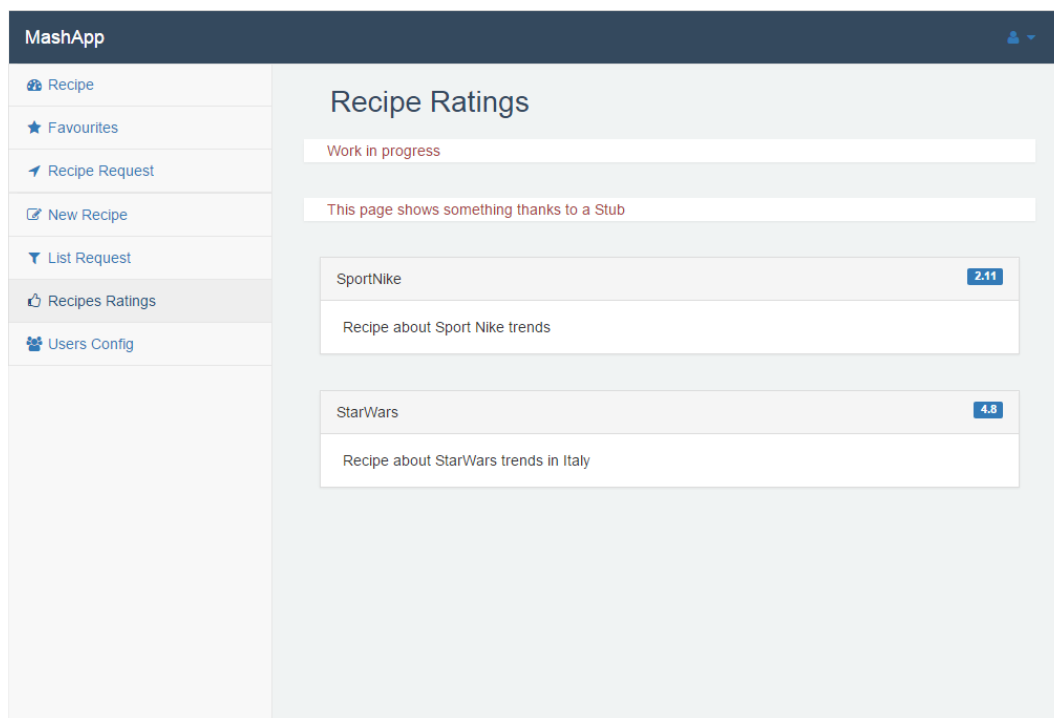 MashApp
Recipe
Favourites
Recipe Request
New Recipe
List Request
Recipes Ratings
Users Config
Recipe Ratings
Work in progress
This page shows something thanks to a Stub
SportNike 2.11
Recipe about Sport Nike trends
StarWars 4.8
Recipe about StarWars trends in Italy